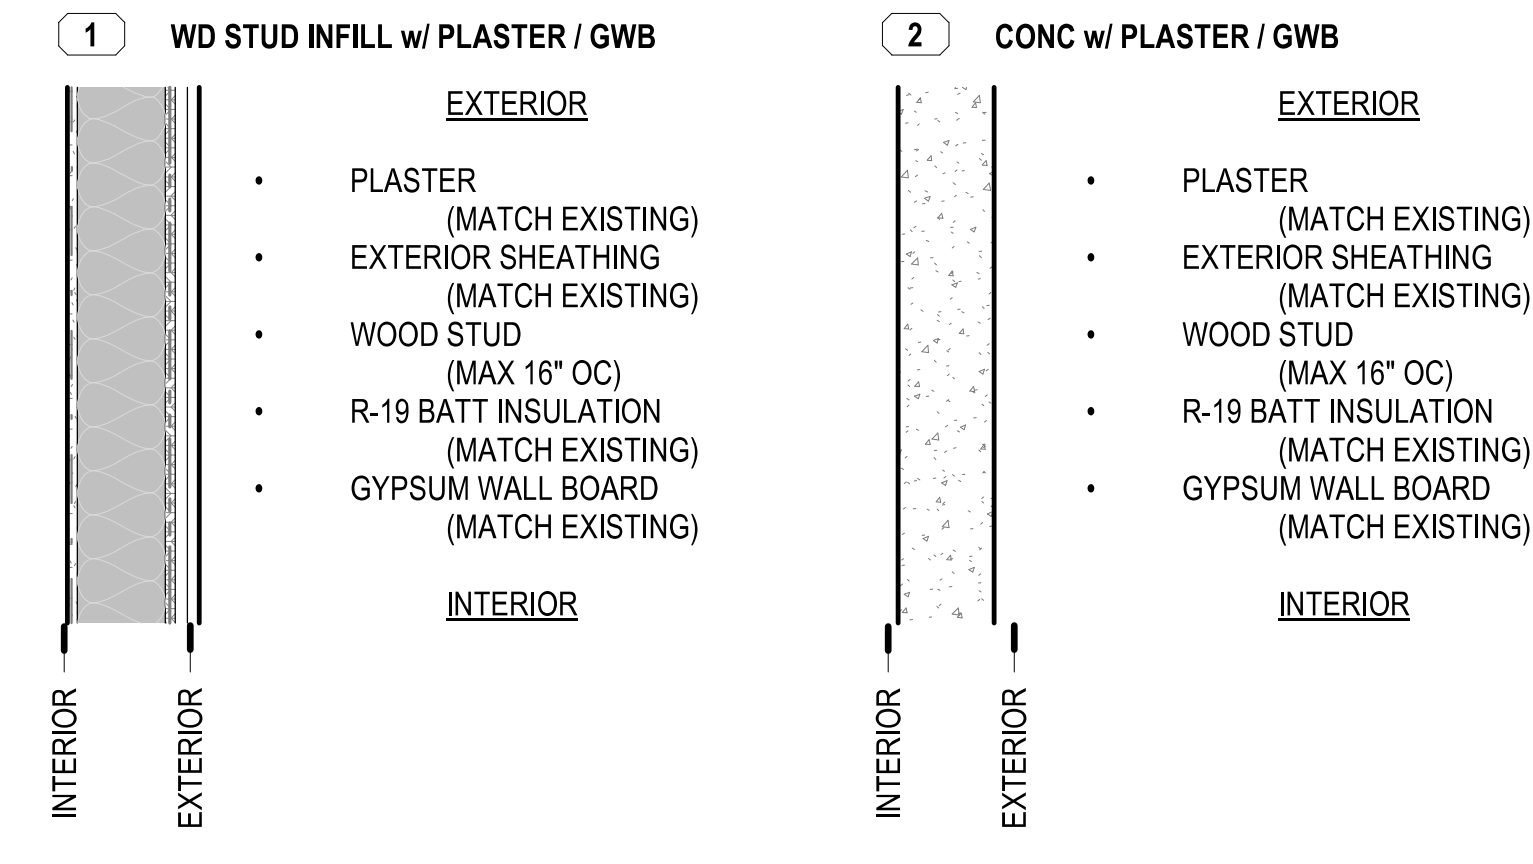 1 WD STUD INFILL w/ PLASTER / GWB
EXTERIOR
• PLASTER
(MATCH EXISTING)
• EXTERIOR SHEATHING
(MATCH EXISTING)
• WOOD STUD
(MAX 16" OC)
• R-19 BATT INSULATION
(MATCH EXISTING)
• GYPSUM WALL BOARD
(MATCH EXISTING)
INTERIOR
INTERIOR
EXTERIOR
2 CONC w/ PLASTER / GWB
EXTERIOR
• PLASTER
(MATCH EXISTING)
• EXTERIOR SHEATHING
(MATCH EXISTING)
• WOOD STUD
(MAX 16" OC)
• R-19 BATT INSULATION
(MATCH EXISTING)
• GYPSUM WALL BOARD
(MATCH EXISTING)
INTERIOR
INTERIOR
EXTERIOR